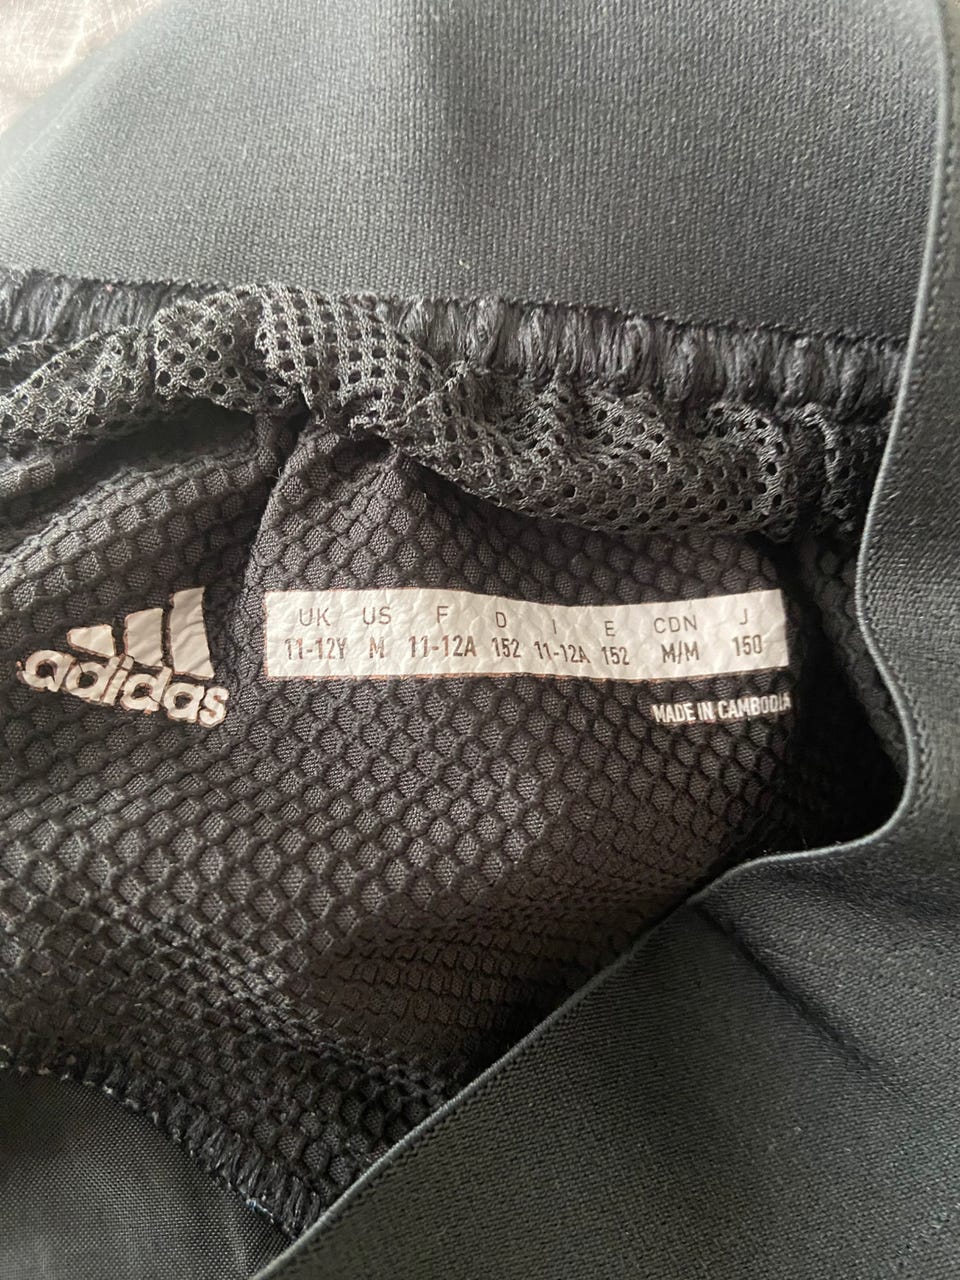 adidas
UK US F D I E CDN J
11-12Y M 11-12A 152 11-12A 152 M/M 150
MADE IN CAMBODIA